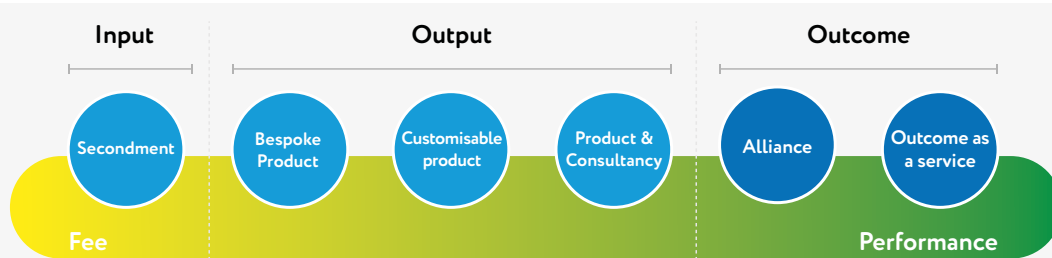 Input
Output
Outcome
Secondment
Bespoke
Product
Customisable
product
Product &
Consultancy
Alliance
Outcome as
a service
Fee
Performance